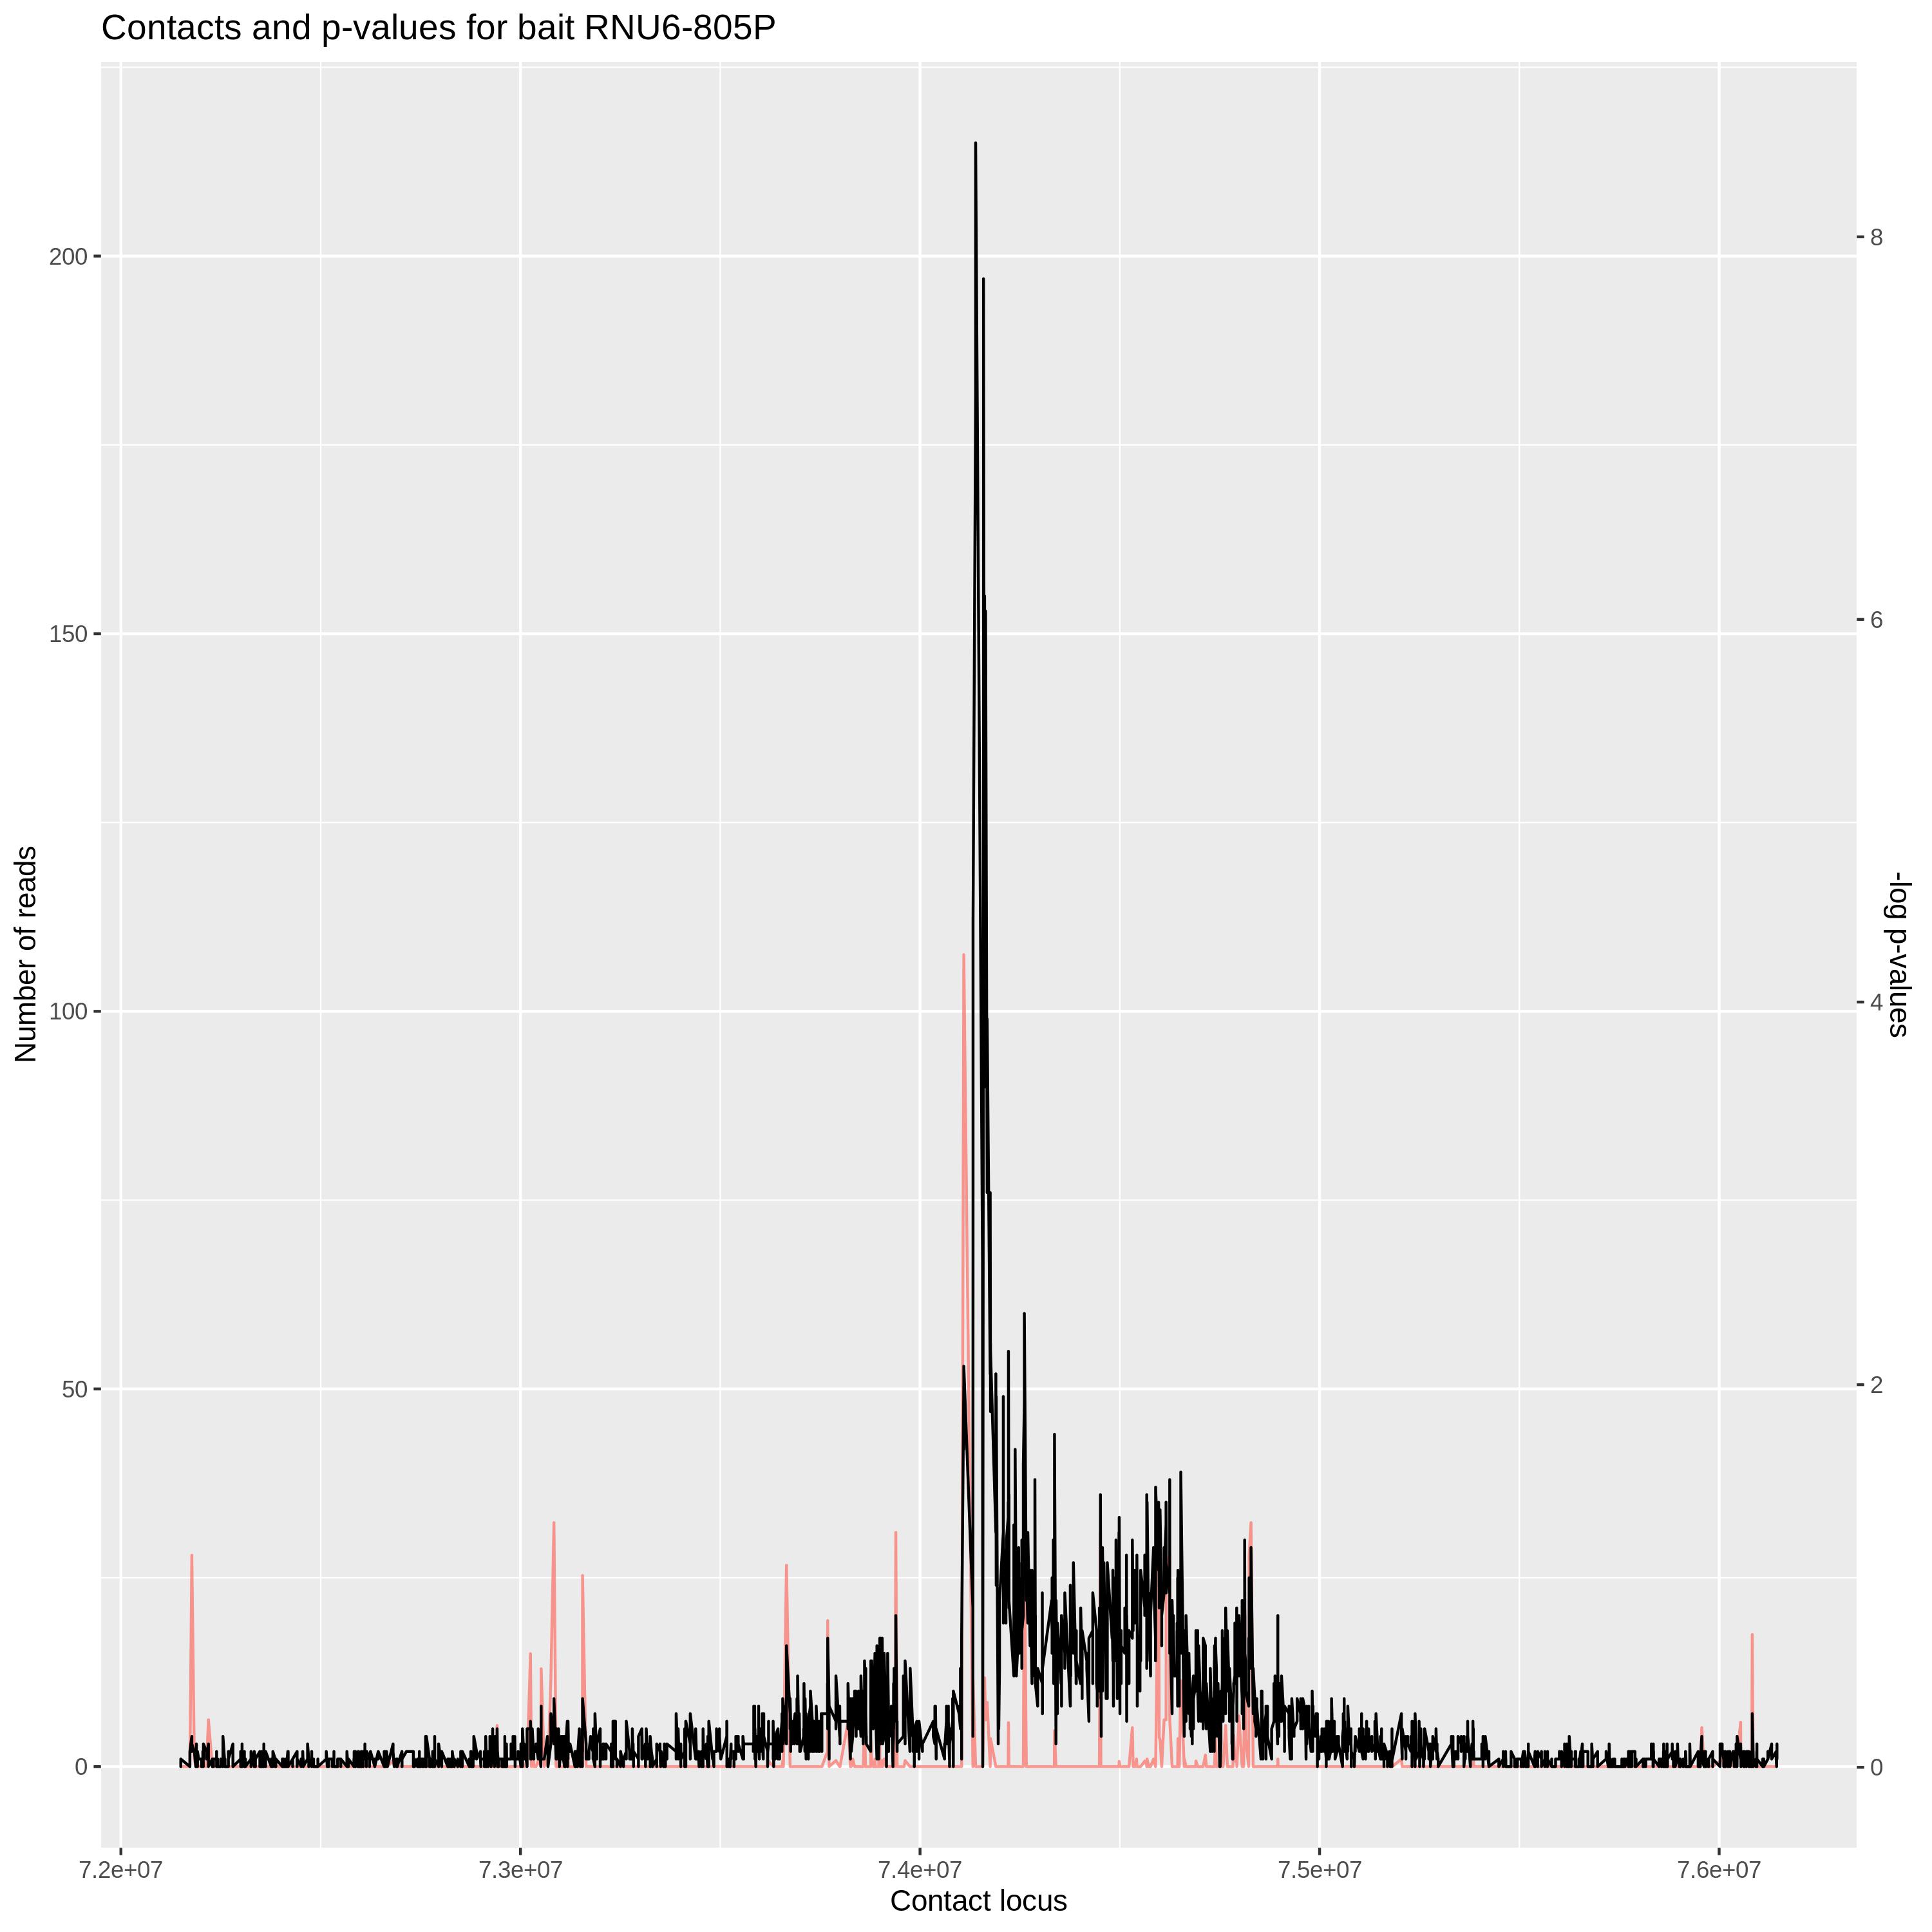 Contacts and p-values for bait RNU6-805P
Number of reads
200
150
100
50
0
8
6
4
2
0
-log p-values
7.2e+07
7.3e+07
7.4e+07
7.5e+07
7.6e+07
Contact locus